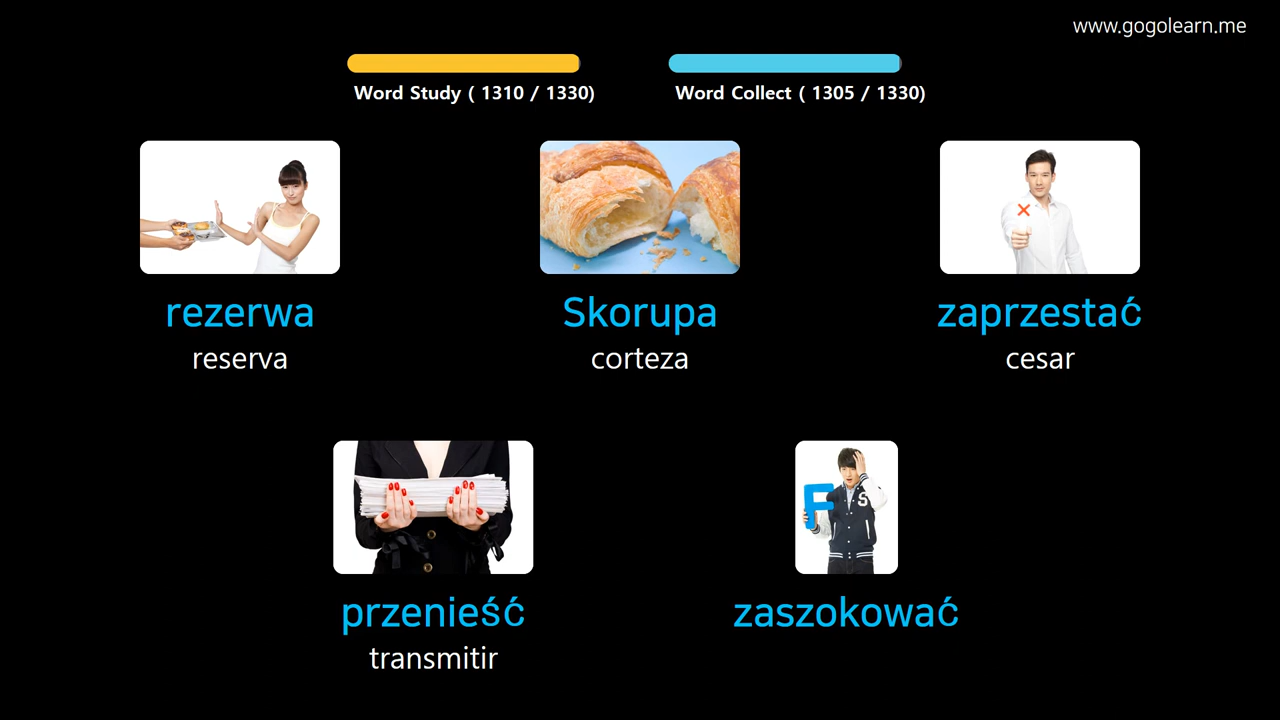 www.gogolearn.me
Word Study ( 1310 / 1330)
Word Collect ( 1305 / 1330)
rezerwa
reserva
Skorupa
corteza
zaprzestać
cesar
F
S
przenieść
transmitir
zaszokować